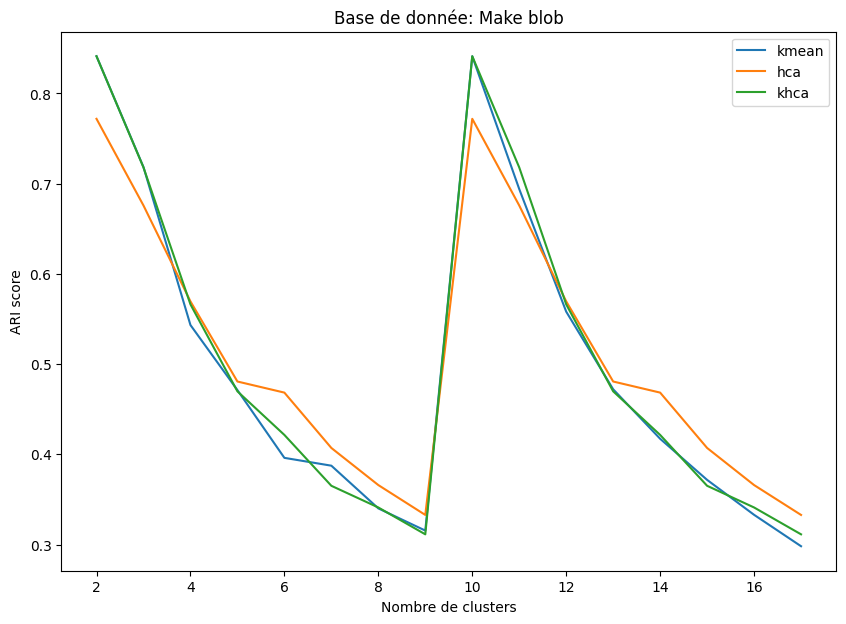 Base de donnée: Make blob
kmean
hca
khca
ARI score
0.8
0.7
0.6
0.5
0.4
0.3
2 4 6 8 10 12 14 16
Nombre de clusters